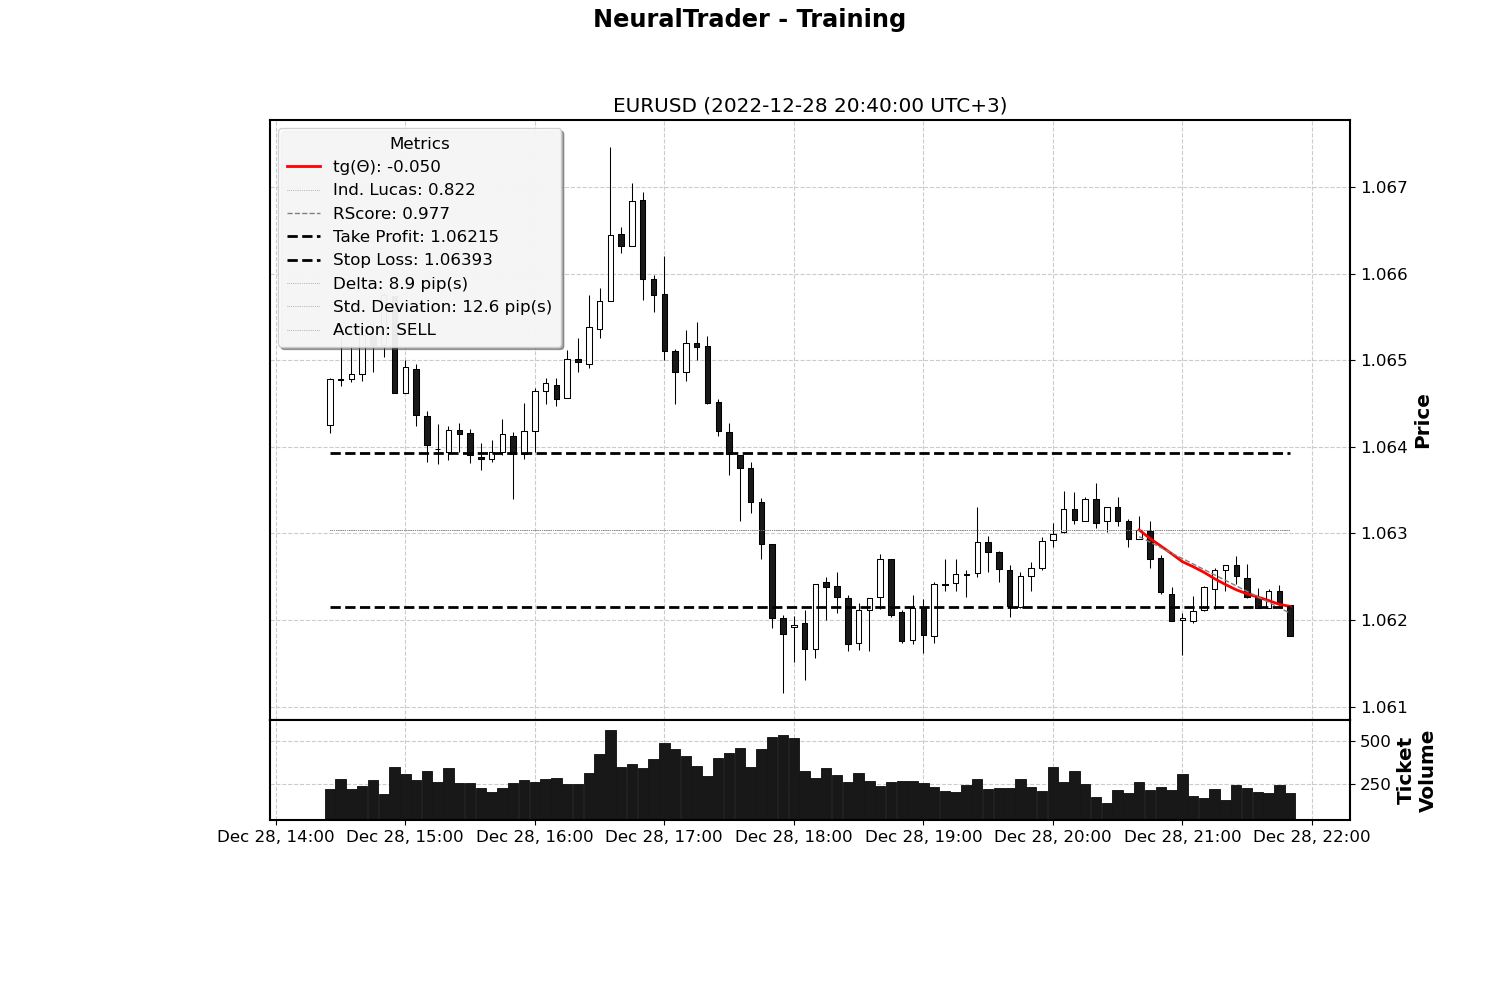 NeuralTrader - Training
EURUSD (2022-12-28 20:40:00 UTC+3)
Metrics
tg(Θ): -0.050
Ind. Lucas: 0.822
RScore: 0.977
Take Profit: 1.06215
Stop Loss: 1.06393
Delta: 8.9 pip(s)
Std. Deviation: 12.6 pip(s)
Action: SELL
1.067
1.066
1.065
1.064
1.063
1.062
1.061
Price
500
250
Ticket
Volume
Dec 28, 14:00 Dec 28, 15:00 Dec 28, 16:00 Dec 28, 17:00 Dec 28, 18:00 Dec 28, 19:00 Dec 28, 20:00 Dec 28, 21:00 Dec 28, 22:00